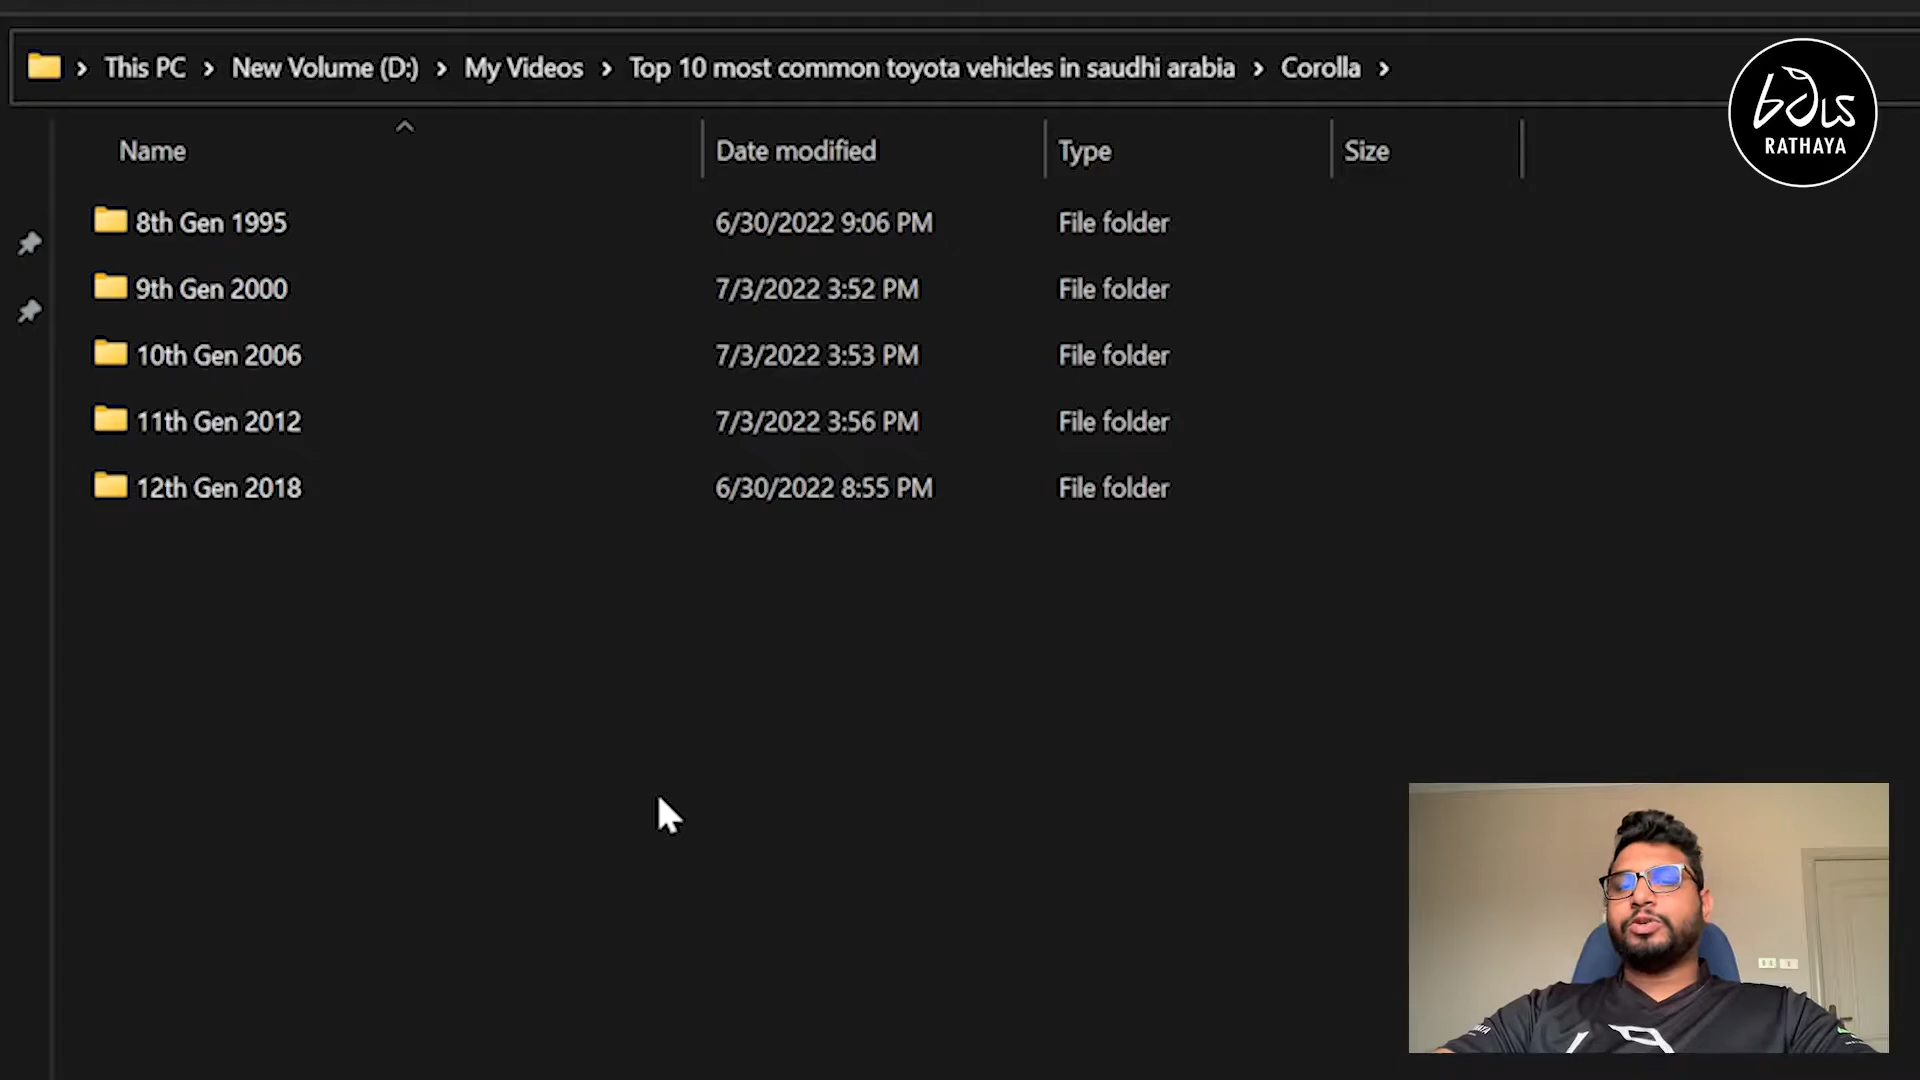 This PC > New Volume (D:) > My Videos > Top 10 most common toyota vehicles in saudhi arabia > Corolla >
රථය
RATHAYA
Name Date modified Type Size
8th Gen 1995 6/30/2022 9:06 PM File folder
9th Gen 2000 7/3/2022 3:52 PM File folder
10th Gen 2006 7/3/2022 3:53 PM File folder
11th Gen 2012 7/3/2022 3:56 PM File folder
12th Gen 2018 6/30/2022 8:55 PM File folder